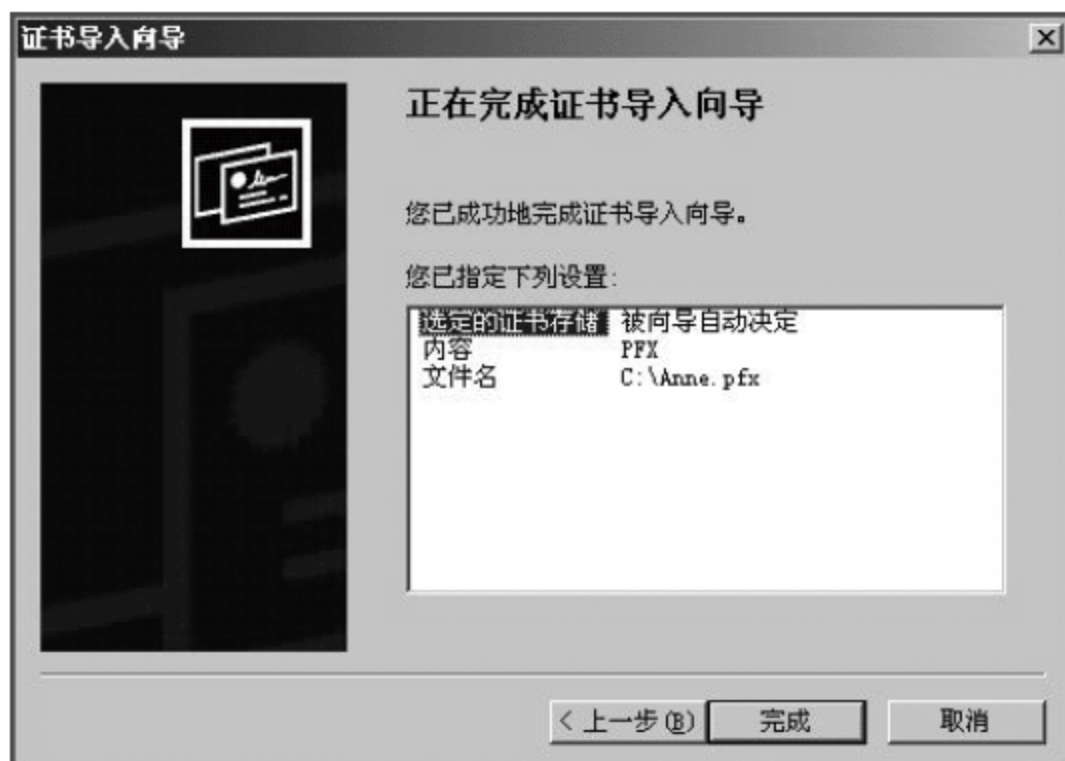 证书导入向导
正在完成证书导入向导
您已成功地完成证书导入向导。
您已指定下列设置:
选定的证书存储 被向导自动决定
内容 PFX
文件名 C:\Anne.pfx
< 上一步(B) 完成 取消